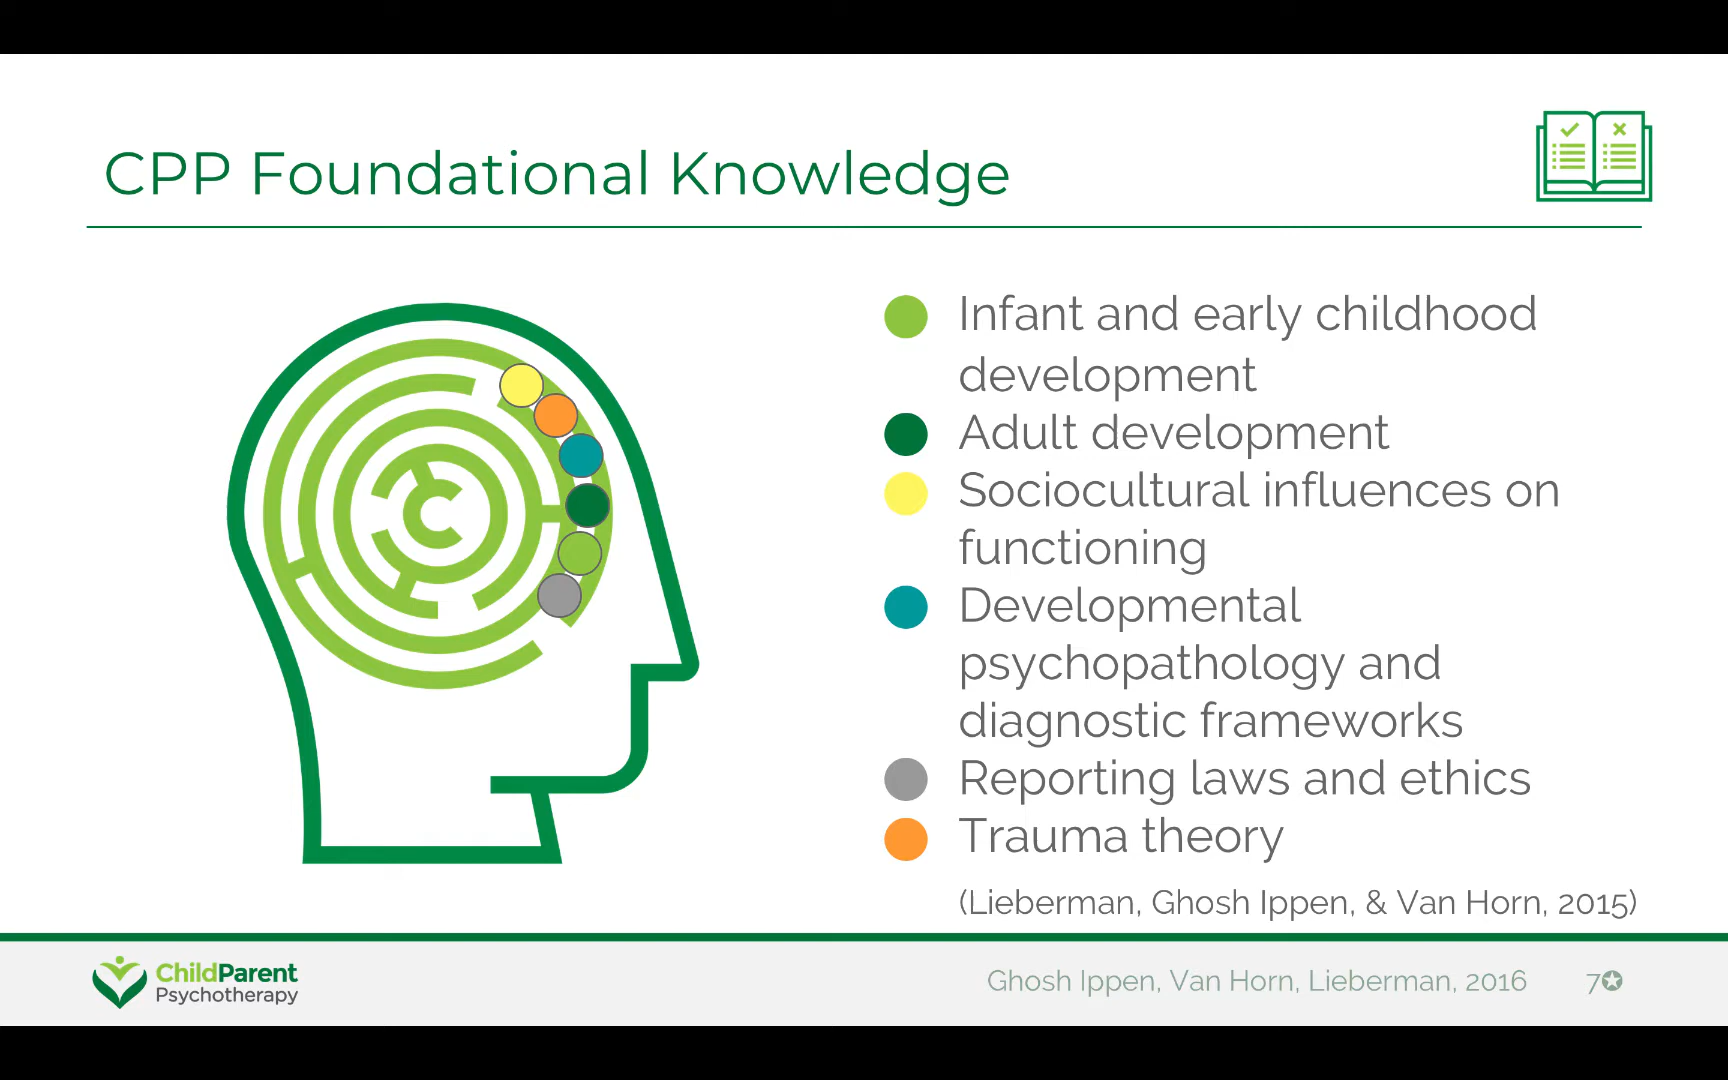 CPP Foundational Knowledge
Infant and early childhood
development
Adult development
Sociocultural influences on
functioning
Developmental
psychopathology and
diagnostic frameworks
Reporting laws and ethics
Trauma theory
(Lieberman, Ghosh Ippen, & Van Horn, 2015)
ChildParent
Psychotherapy
Ghosh Ippen, Van Horn, Lieberman, 2016
7